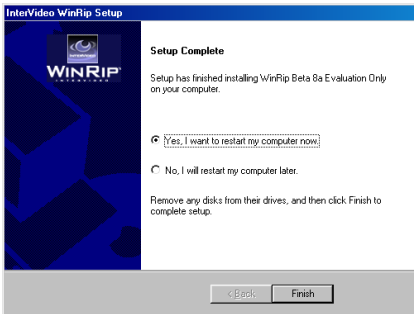 InterVideo WinRip Setup
WINRIP
INTERVIDEO
Setup Complete
Setup has finished installing WinRip Beta 8a Evaluation Only
on your computer.
Yes, I want to restart my computer now.
No, I will restart my computer later.
Remove any disks from their drives, and then click Finish to
complete setup.
< Back
Finish